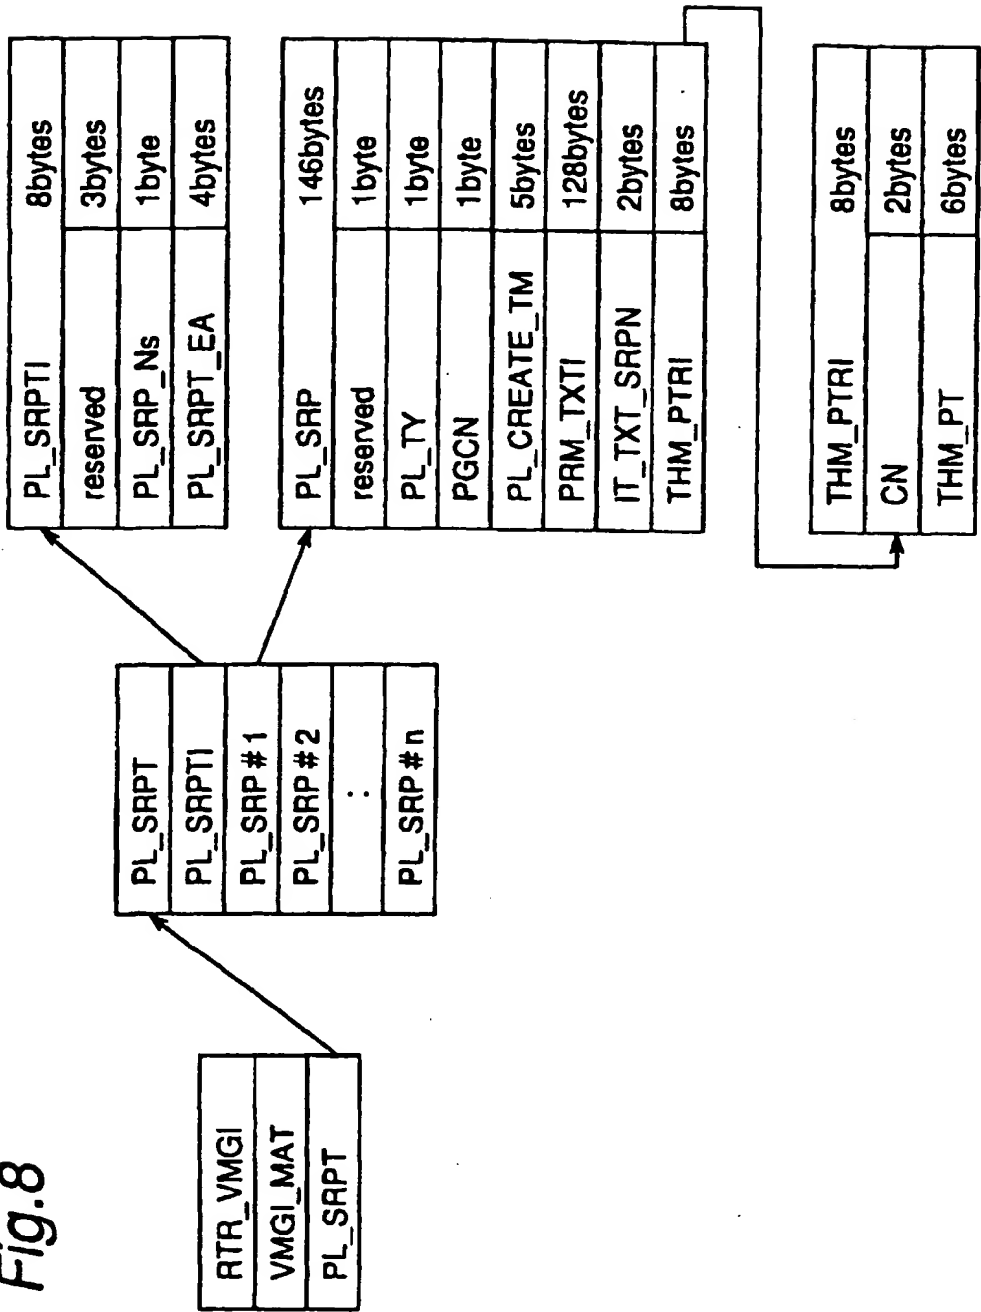 Fig.8
RTR_VMGI
VMGI_MAT
PL_SRPT
PL_SRPT
PL_SRPTI
PL_SRP#1
PL_SRP#2
:
PL_SRP#n
PL_SRPTI 8bytes
reserved 3bytes
PL_SRP_Ns 1byte
PL_SRPT_EA 4bytes
PL_SRP 146bytes
reserved 1byte
PL_TY 1byte
PGCN 1byte
PL_CREATE_TM 5bytes
PRM_TXTI 128bytes
IT_TXT_SRPN 2bytes
THM_PTRI 8bytes
THM_PTRI 8bytes
CN 2bytes
THM_PT 6bytes